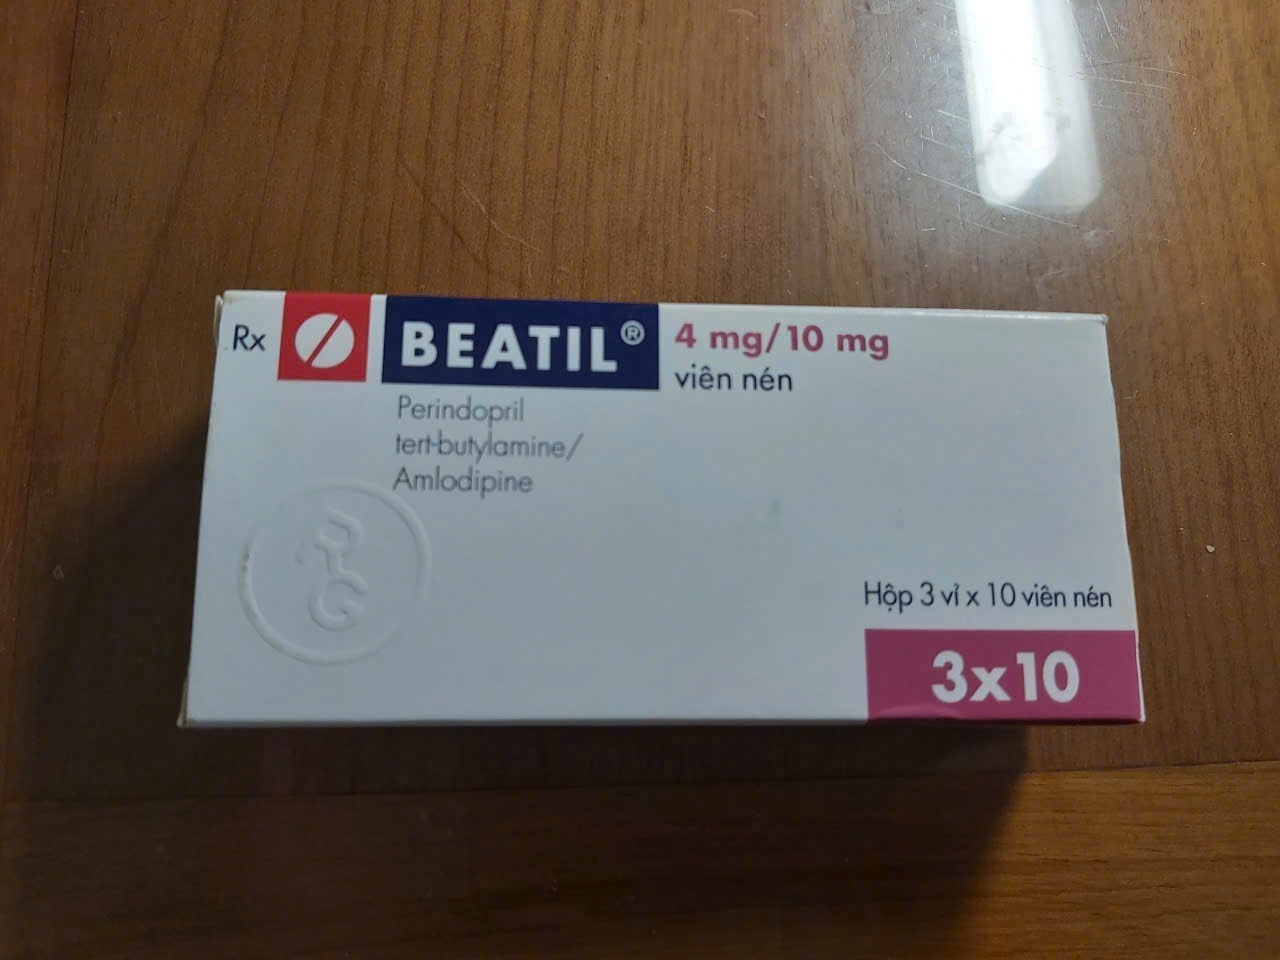 Rx BEATIL® 4 mg/10 mg
viên nén
Perindopril
tert-butylamine/
Amlodipine
RG
Hộp 3 vỉ x 10 viên nén
3x10